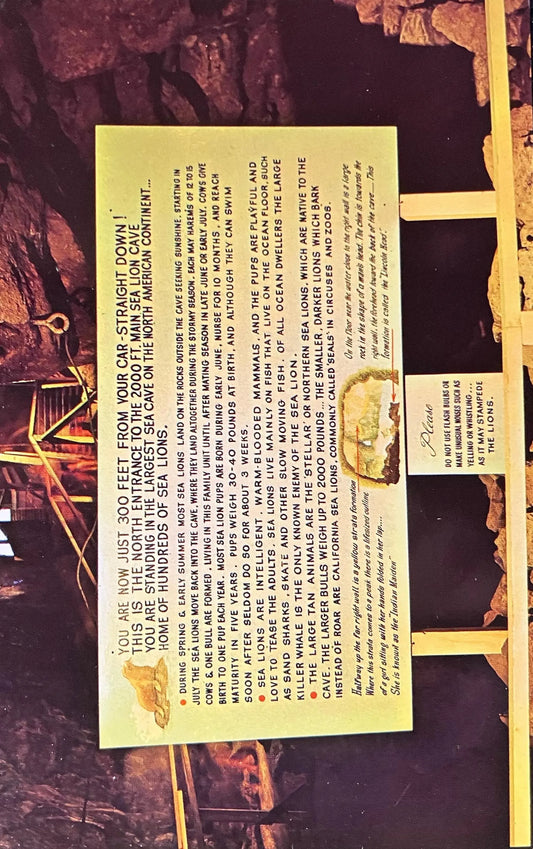 YOU ARE NOW JUST 300 FEET FROM YOUR CAR-STRAIGHT DOWN!
THIS IS THE NORTH ENTRANCE TO THE 2000 FT. MAIN SEA LION CAVE
YOU ARE STANDING IN THE LARGEST SEA CAVE ON THE NORTH AMERICAN CONTINENT...
HOME OF HUNDREDS OF SEA LIONS.
• DURING SPRING & EARLY SUMMER MOST SEA LIONS LAND ON THE ROCKS OUTSIDE THE CAVE SEEKING SUNSHINE. STARTING IN
JULY THE SEA LIONS MOVE BACK INTO THE CAVE, WHERE THEY LAND ALTOGETHER DURING THE STORMY SEASON. EACH MAY HAREMS OF 12 TO 15
COWS & ONE BULL ARE FORMED. LIVING IN THIS FAMILY UNIT UNTIL AFTER MATING SEASON IN LATE JUNE OR EARLY JULY. COWS GIVE
BIRTH TO ONE PUP EACH YEAR. MOST SEA LION PUPS ARE BORN DURING EARLY JUNE, NURSE FOR 10 MONTHS, AND REACH
MATURITY IN FIVE YEARS. PUPS WEIGH 30-40 POUNDS AT BIRTH, AND ALTHOUGH THEY CAN SWIM
SOON AFTER SELDOM DO SO FOR ABOUT 3 WEEKS.
• SEA LIONS ARE INTELLIGENT, WARM-BLOODED MAMMALS, AND THE PUPS ARE PLAYFUL AND
LOVE TO TEASE THE ADULTS. SEA LIONS LIVE MAINLY ON FISH THAT LIVE ON THE OCEAN FLOOR, SUCH
AS SAND SHARKS, SKATE AND OTHER SLOW MOVING FISH. OF ALL OCEAN DWELLERS THE LARGE
KILLER WHALE IS THE ONLY KNOWN ENEMY OF THE SEA LION.
• THE LARGE TAN ANIMALS ARE THE STELLAR, OR NORTHERN SEA LIONS, WHICH ARE NATIVE TO THE
CAVE. THE LARGER BULLS WEIGH UP TO 2000 POUNDS. THE SMALLER, DARKER LIONS WHICH BARK
INSTEAD OF ROAR ARE CALIFORNIA SEA LIONS, COMMONLY CALLED "SEALS" IN CIRCUSES AND ZOOS.
Halfway up the far right wall is a yellow strata formation
Where this strata comes to a peak there is a lifesized outline
of a girl sitting with her hands folded in her lap....
She is known as the "Indian Maiden"
On the floor near the water close to the right wall is a large
rock in the shape of a man's head. The chin is towards the
right wall, the forehead toward the back of the cave..... This
formation is called the "Lincoln Bear".
Please
DO NOT USE FLASH BULBS OR
MAKE UNUSUAL NOISES SUCH AS
YELLING OR WHISTLING...
AS IT MAY STAMPEDE
THE LIONS.